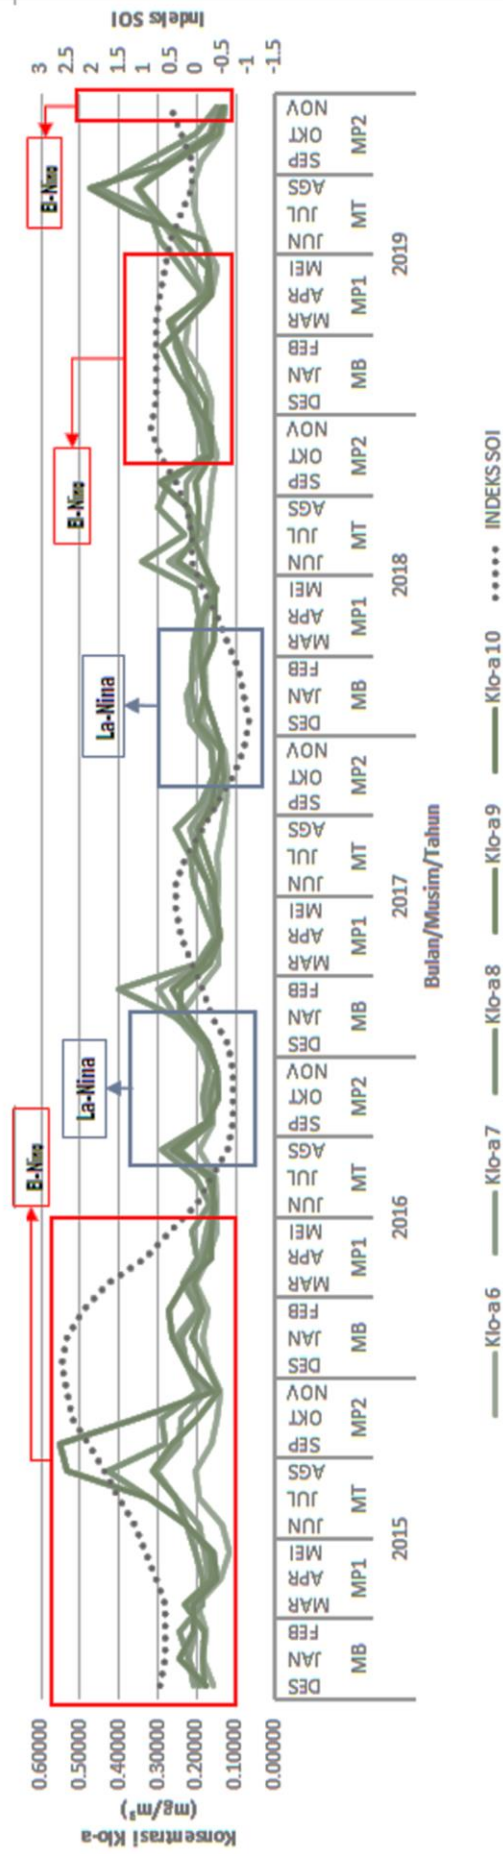 El-Nino
La-Nina
La-Nina
El-Nino
El-Nino
Konsentrasi Klo-a
(mg/m³)
0.60000
0.50000
0.40000
0.30000
0.20000
0.10000
0.00000
Indeks SOI
3
2.5
2
1.5
1
0.5
0
-0.5
-1
-1.5
DES JAN FEB MAR APR MEI JUN JUL AGS SEP OKT NOV DES JAN FEB MAR APR MEI JUN JUL AGS SEP OKT NOV DES JAN FEB MAR APR MEI JUN JUL AGS SEP OKT NOV DES JAN FEB MAR APR MEI JUN JUL AGS SEP OKT NOV DES JAN FEB MAR APR MEI JUN JUL AGS SEP OKT NOV
MB MP1 MT MP2 MB MP1 MT MP2 MB MP1 MT MP2 MB MP1 MT MP2 MB MP1 MT MP2
2015 2016 2017 2018 2019
Bulan/Musim/Tahun
Klo-a6 Klo-a7 Klo-a8 Klo-a9 Klo-a10 INDEKS SOI